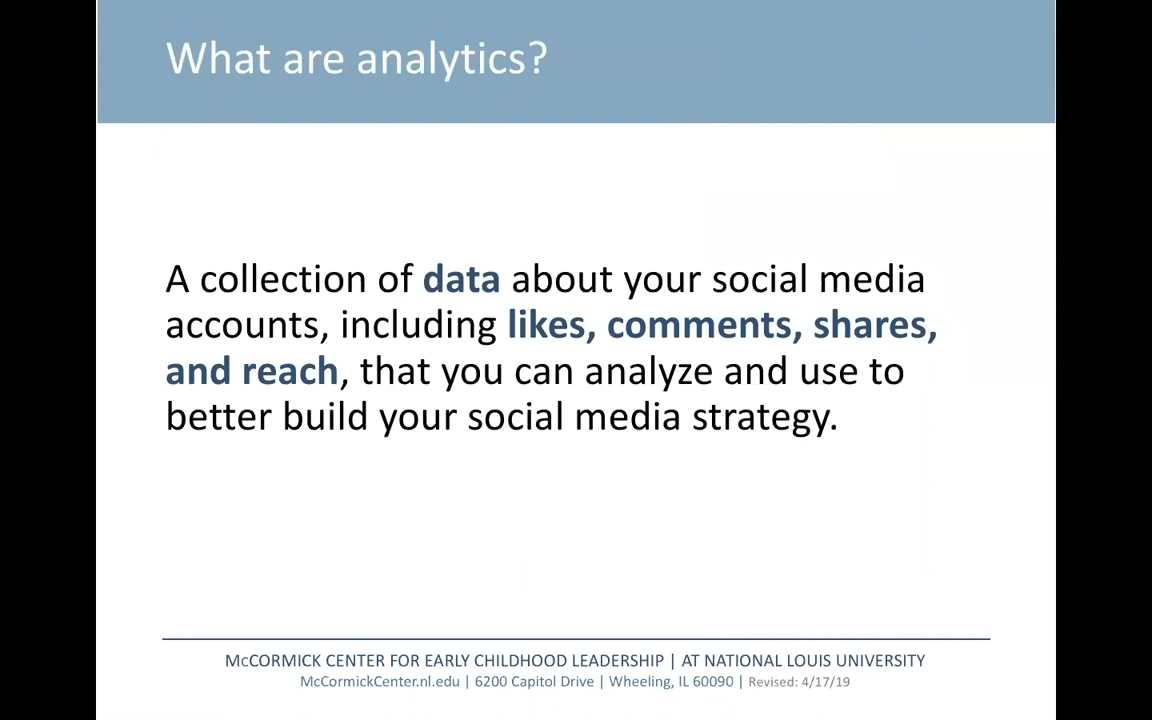 What are analytics?
A collection of data about your social media
accounts, including likes, comments, shares,
and reach, that you can analyze and use to
better build your social media strategy.
McCORMICK CENTER FOR EARLY CHILDHOOD LEADERSHIP | AT NATIONAL LOUIS UNIVERSITY
McCormickCenter.nl.edu | 6200 Capitol Drive | Wheeling, IL 60090 | Revised: 4/17/19